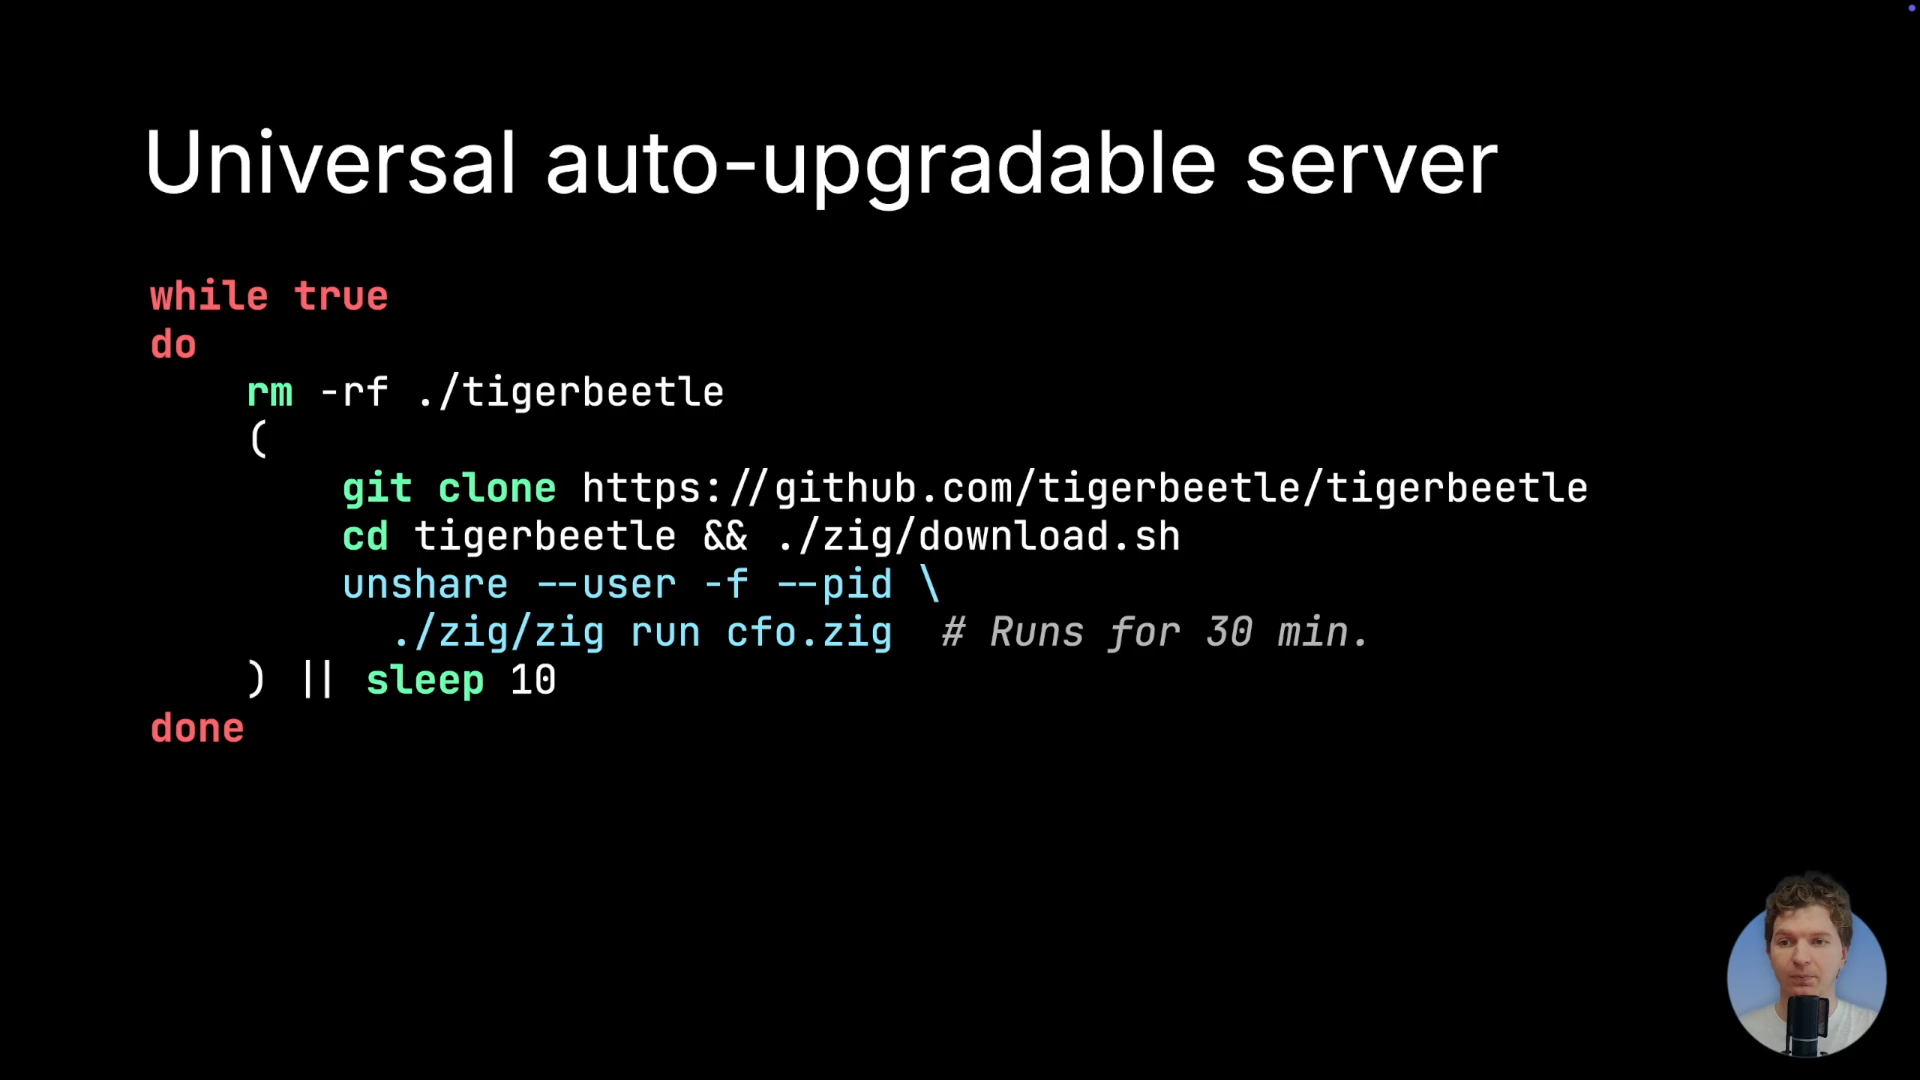 Universal auto-upgradable server
while true
do
    rm -rf ./tigerbeetle
    (
        git clone https://github.com/tigerbeetle/tigerbeetle
        cd tigerbeetle && ./zig/download.sh
        unshare --user -f --pid \
          ./zig/zig run cfo.zig  # Runs for 30 min.
    ) || sleep 10
done